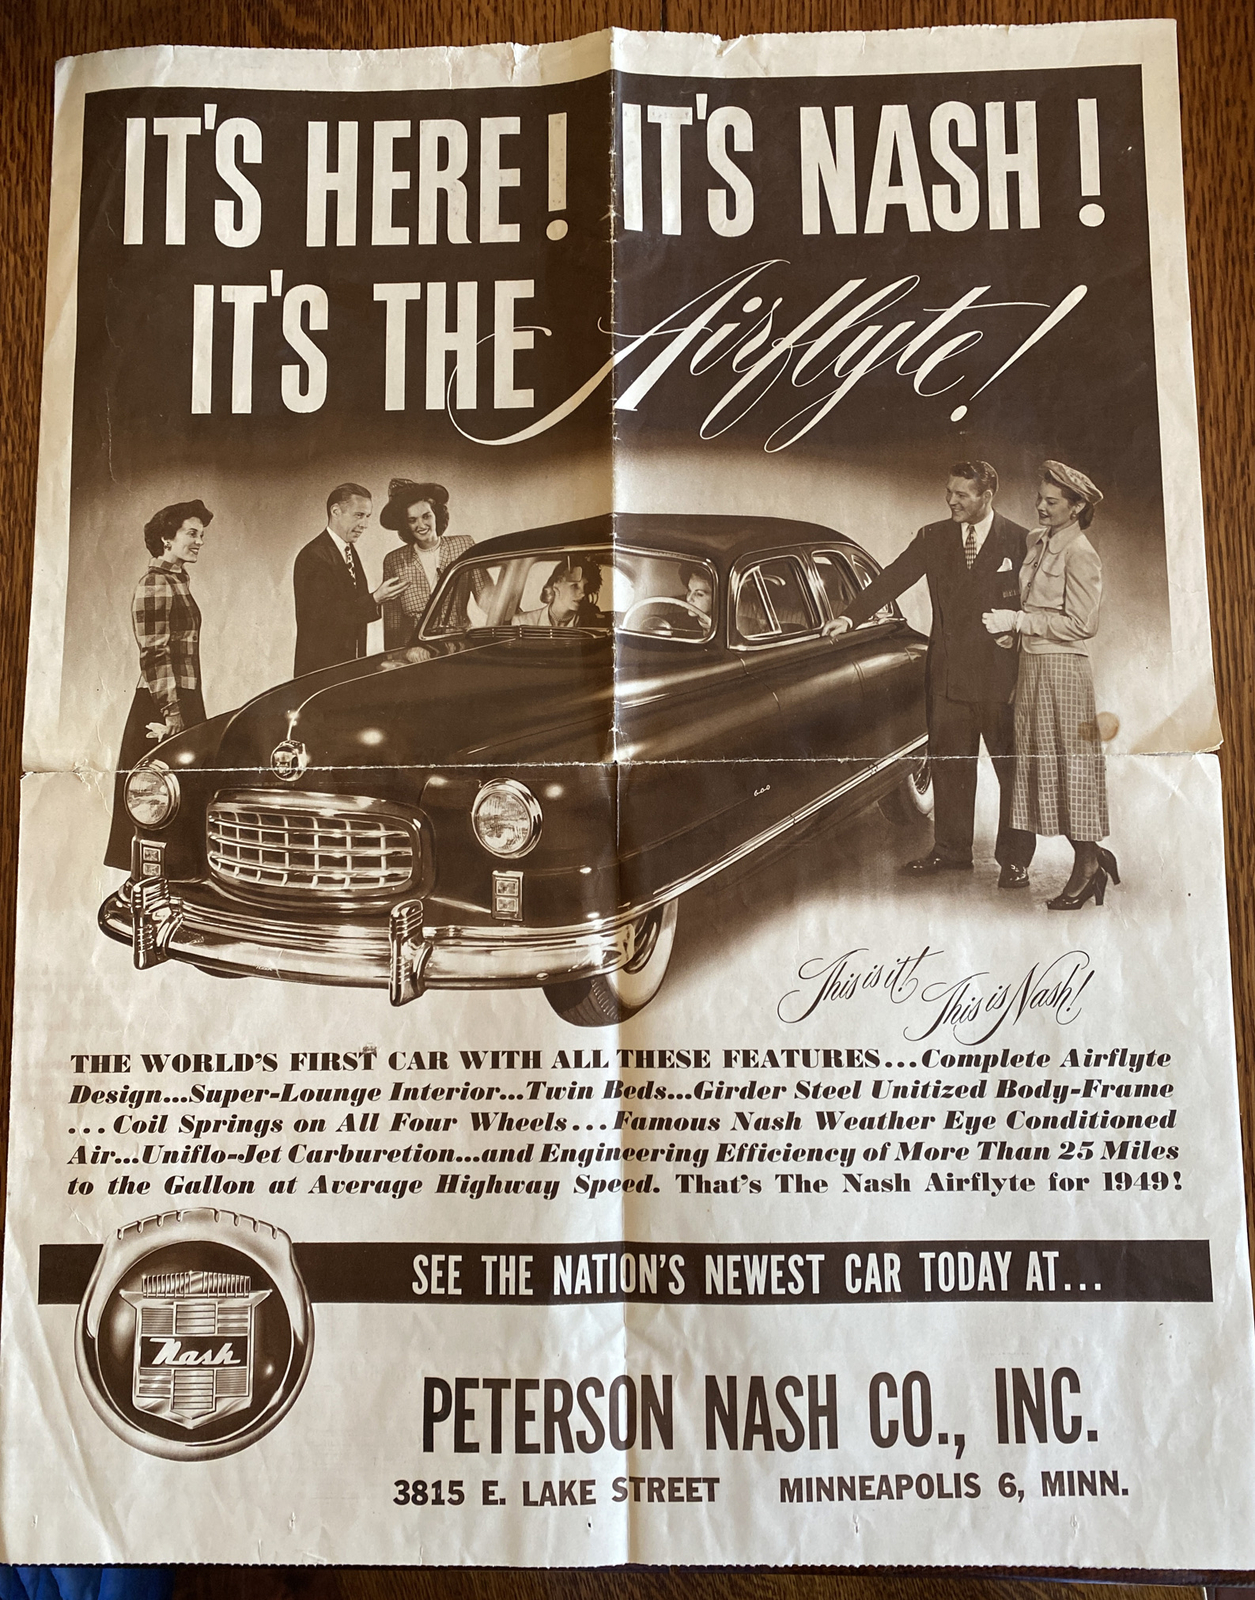 IT'S HERE! IT'S NASH!
IT'S THE Airflyte!
600
This is it! This is Nash!
THE WORLD'S FIRST CAR WITH ALL THESE FEATURES...Complete Airflyte
Design...Super-Lounge Interior...Twin Beds...Girder Steel Unitized Body-Frame
...Coil Springs on All Four Wheels...Famous Nash Weather Eye Conditioned
Air...Uniflo-Jet Carburetion...and Engineering Efficiency of More Than 25 Miles
to the Gallon at Average Highway Speed. That's The Nash Airflyte for 1949!
SEE THE NATION'S NEWEST CAR TODAY AT...
Nash
PETERSON NASH CO., INC.
3815 E. LAKE STREET MINNEAPOLIS 6, MINN.